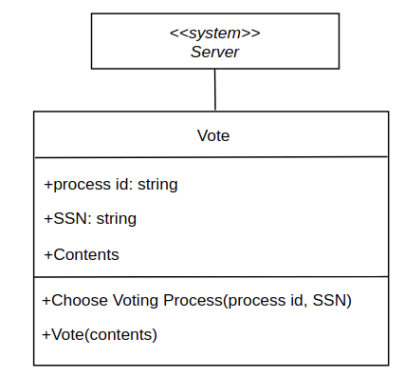 <<system>>
Server
Vote
+process id: string
+SSN: string
+Contents
+Choose Voting Process(process id, SSN)
+Vote(contents)